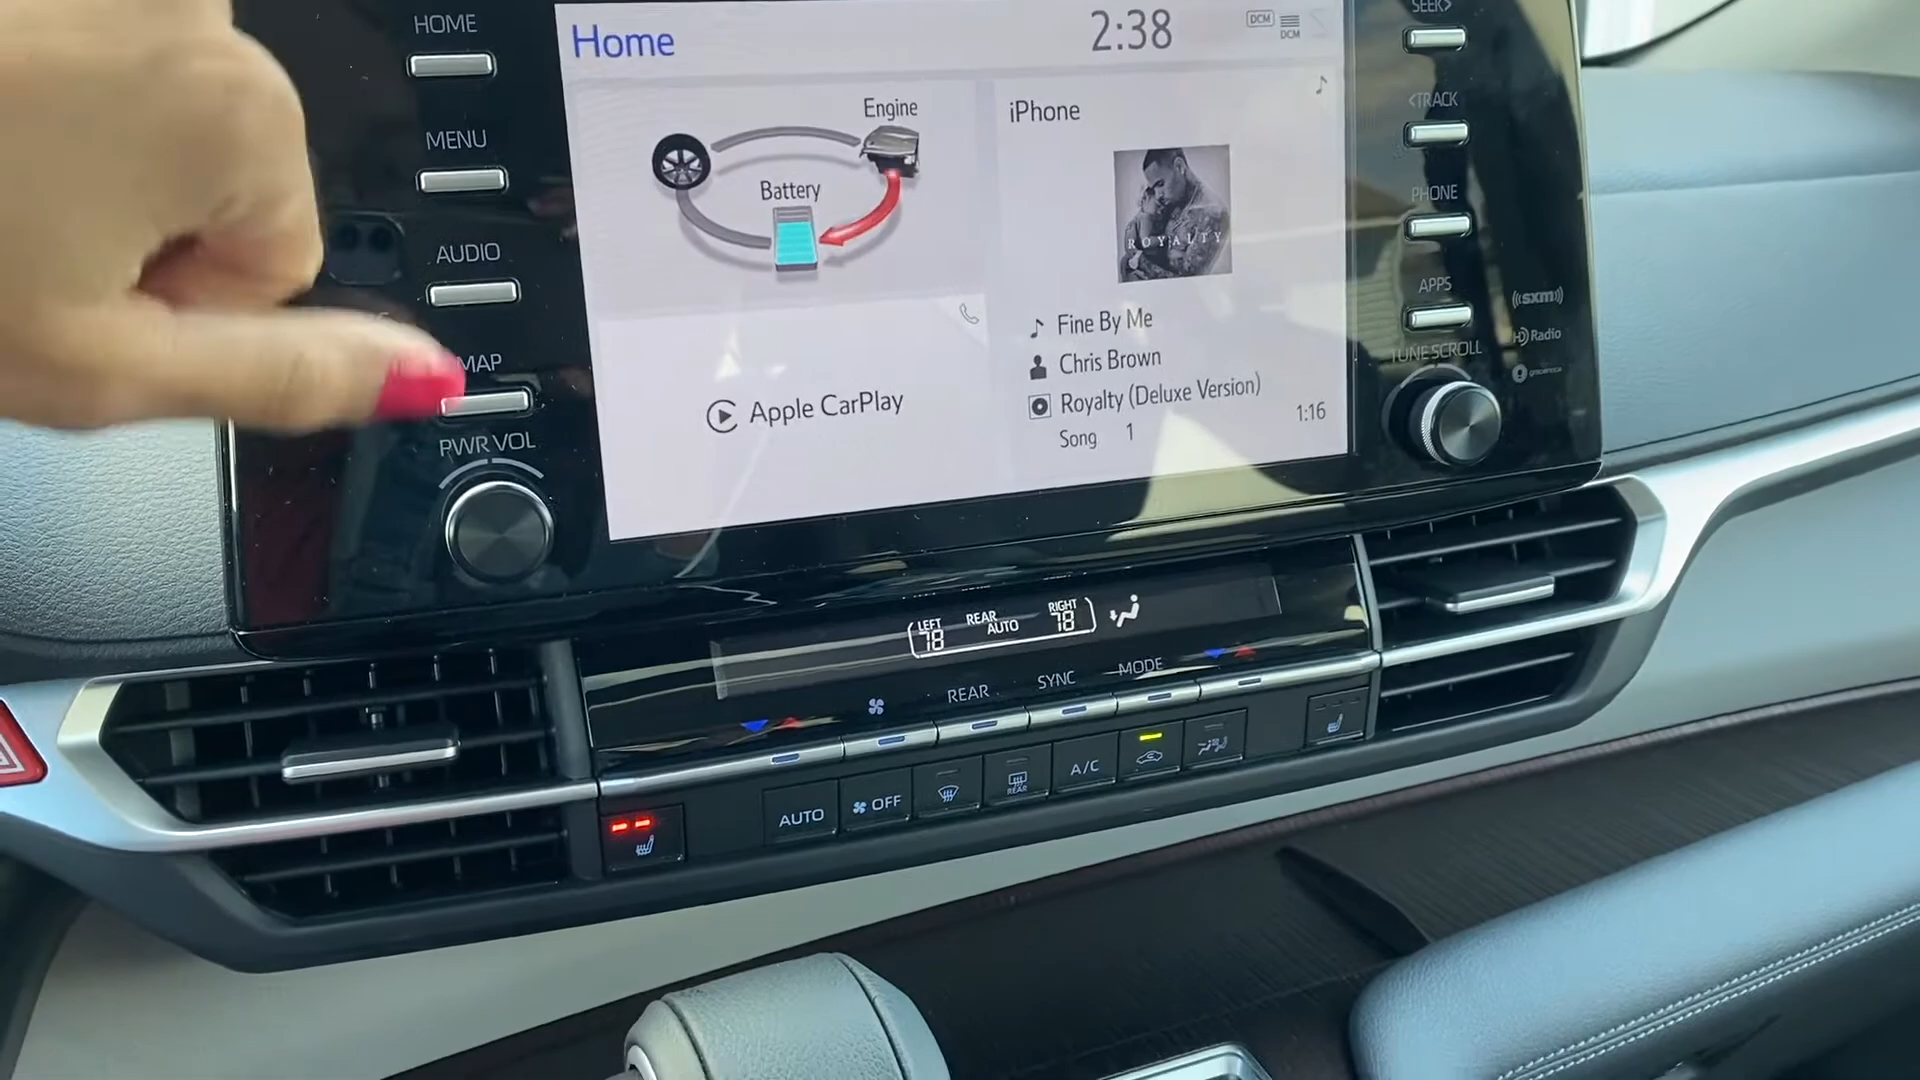 HOME
MENU
AUDIO
MAP
PWR VOL
Home
2:38
DCM
DCM
Engine
Battery
Apple CarPlay
iPhone
ROYALTY
Fine By Me
Chris Brown
Royalty (Deluxe Version)
Song 1
1:16
SEEK>
<TRACK
PHONE
APPS
TUNE SCROLL
((sxm))
HD Radio
gracenote
LEFT
78
REAR
AUTO
RIGHT
78
REAR
SYNC
MODE
AUTO
OFF
REAR
A/C